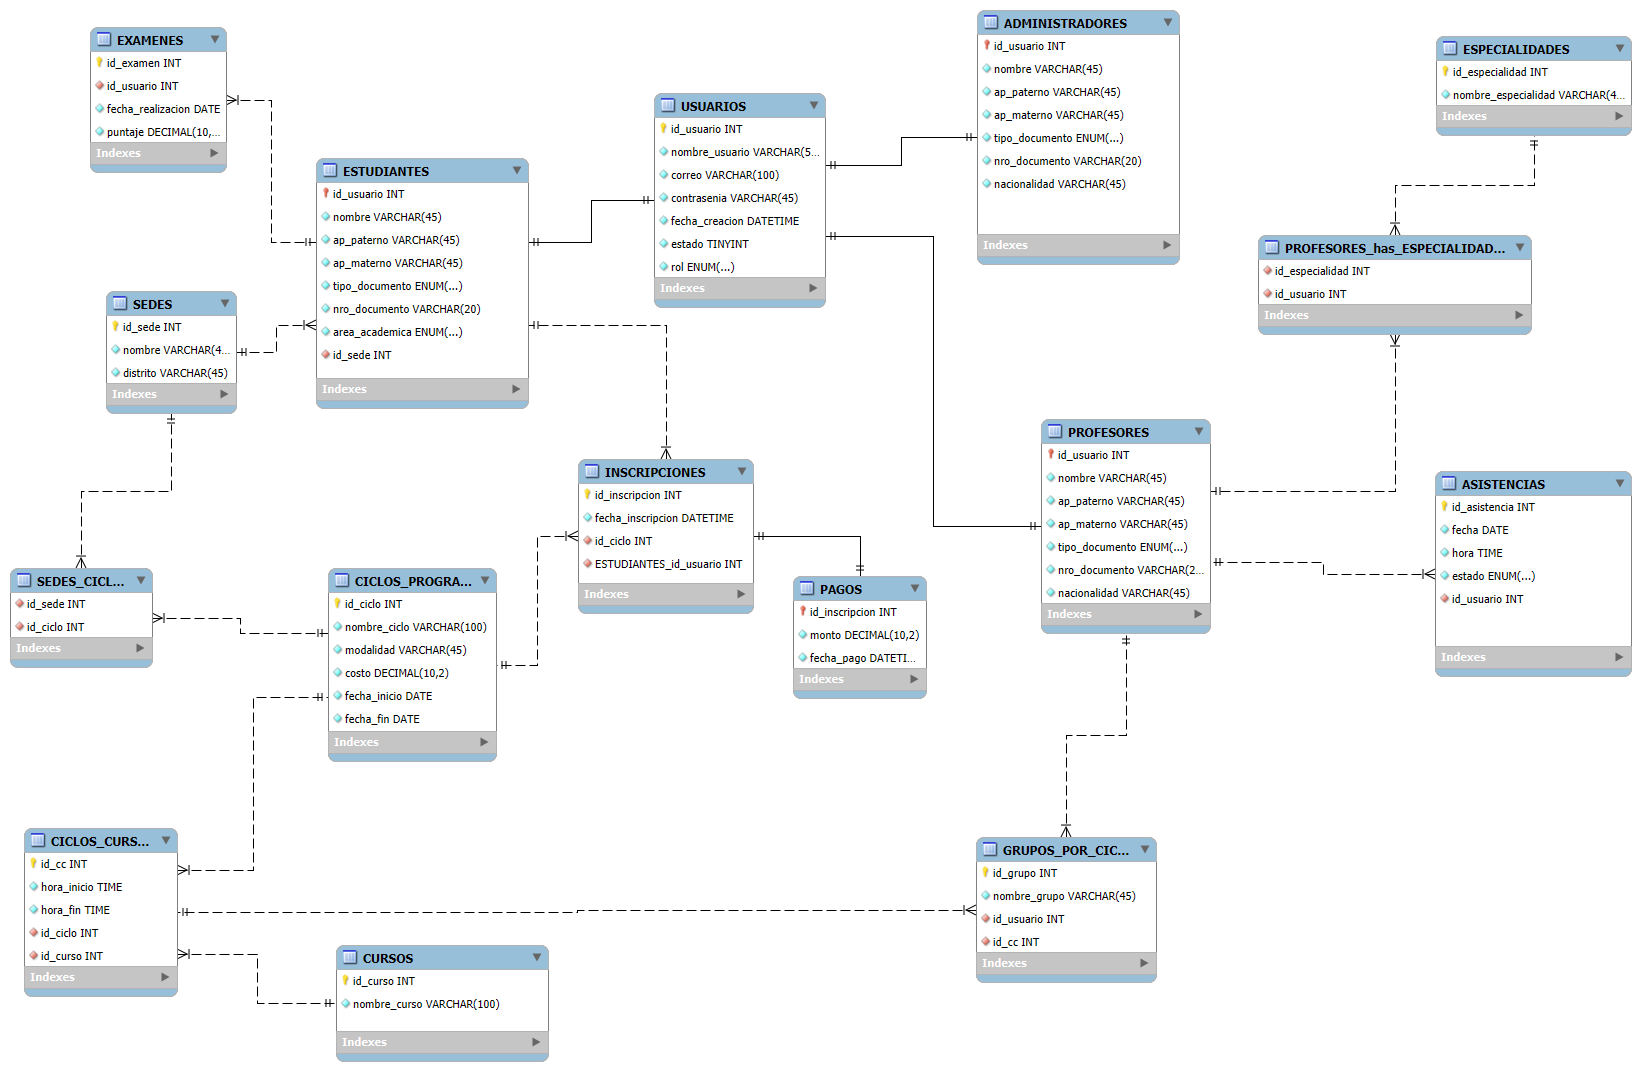 EXAMENES
id_examen INT
id_usuario INT
fecha_realizacion DATE
puntaje DECIMAL(10,...
Indexes
ESTUDIANTES
id_usuario INT
nombre VARCHAR(45)
ap_paterno VARCHAR(45)
ap_materno VARCHAR(45)
tipo_documento ENUM(...)
nro_documento VARCHAR(20)
area_academica ENUM(...)
id_sede INT
Indexes
USUARIOS
id_usuario INT
nombre_usuario VARCHAR(5...
correo VARCHAR(100)
contrasenia VARCHAR(45)
fecha_creacion DATETIME
estado TINYINT
rol ENUM(...)
Indexes
ADMINISTRADORES
id_usuario INT
nombre VARCHAR(45)
ap_paterno VARCHAR(45)
ap_materno VARCHAR(45)
tipo_documento ENUM(...)
nro_documento VARCHAR(20)
nacionalidad VARCHAR(45)
Indexes
ESPECIALIDADES
id_especialidad INT
nombre_especialidad VARCHAR(4...
Indexes
PROFESORES_has_ESPECIALIDAD...
id_especialidad INT
id_usuario INT
Indexes
SEDES
id_sede INT
nombre VARCHAR(4...
distrito VARCHAR(45)
Indexes
INSCRIPCIONES
id_inscripcion INT
fecha_inscripcion DATETIME
id_ciclo INT
ESTUDIANTES_id_usuario INT
Indexes
PROFESORES
id_usuario INT
nombre VARCHAR(45)
ap_paterno VARCHAR(45)
ap_materno VARCHAR(45)
tipo_documento ENUM(...)
nro_documento VARCHAR(2...
nacionalidad VARCHAR(45)
Indexes
ASISTENCIAS
id_asistencia INT
fecha DATE
hora TIME
estado ENUM(...)
id_usuario INT
Indexes
SEDES_CICL...
id_sede INT
id_ciclo INT
Indexes
CICLOS_PROGRA...
id_ciclo INT
nombre_ciclo VARCHAR(100)
modalidad VARCHAR(45)
costo DECIMAL(10,2)
fecha_inicio DATE
fecha_fin DATE
Indexes
PAGOS
id_inscripcion INT
monto DECIMAL(10,2)
fecha_pago DATETI...
Indexes
CICLOS_CURS...
id_cc INT
hora_inicio TIME
hora_fin TIME
id_ciclo INT
id_curso INT
Indexes
CURSOS
id_curso INT
nombre_curso VARCHAR(100)
Indexes
GRUPOS_POR_CIC...
id_grupo INT
nombre_grupo VARCHAR(45)
id_usuario INT
id_cc INT
Indexes